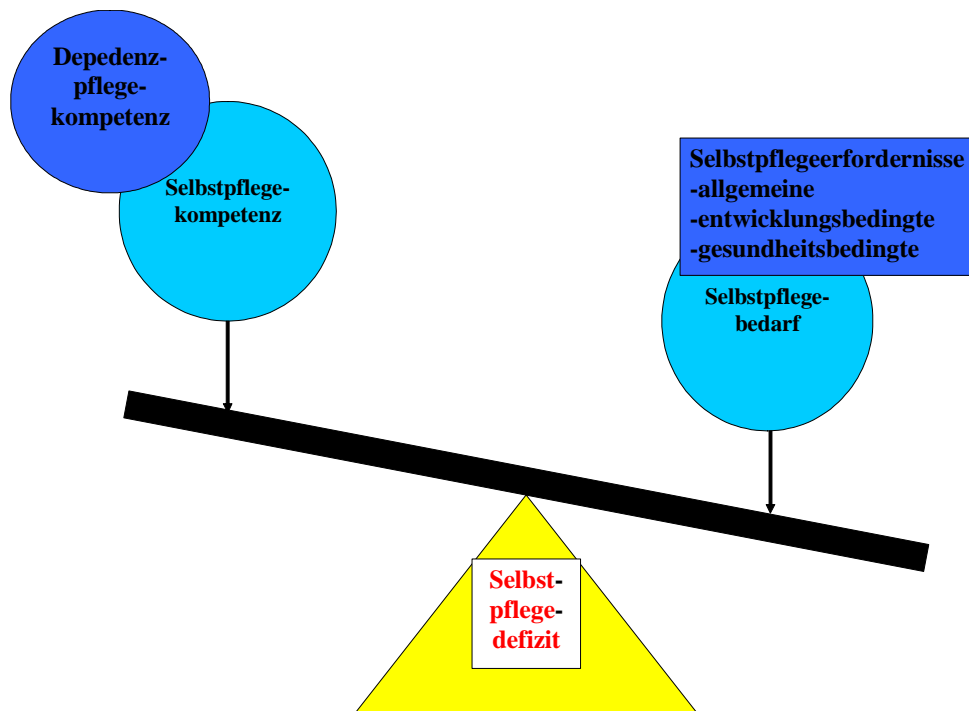 Depedenz-
pflege-
kompetenz
Selbstpflege-
kompetenz
Selbstpflegeerfordernisse
-allgemeine
-entwicklungsbedingte
-gesundheitsbedingte
Selbstpflege-
bedarf
Selbst-
pflege-
defizit